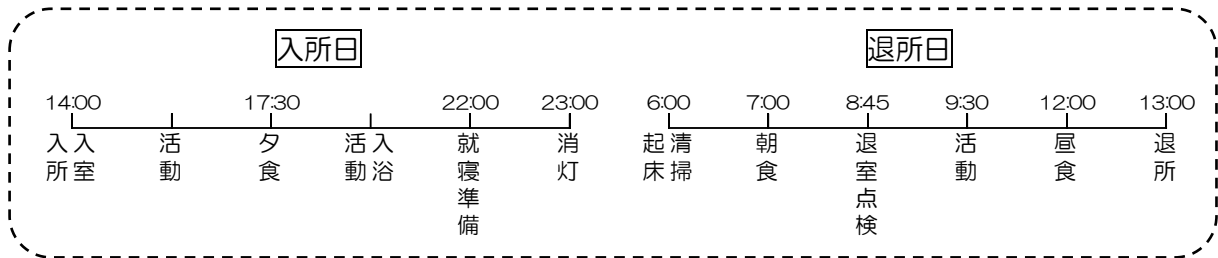 入所日 退所日
14:00 17:30 22:00 23:00 6:00 7:00 8:45 9:30 12:00 13:00
入所 入室 活動 夕食 活動 入浴 就寝準備 消灯 起床 清掃 朝食 退室点検 活動 昼食 退所